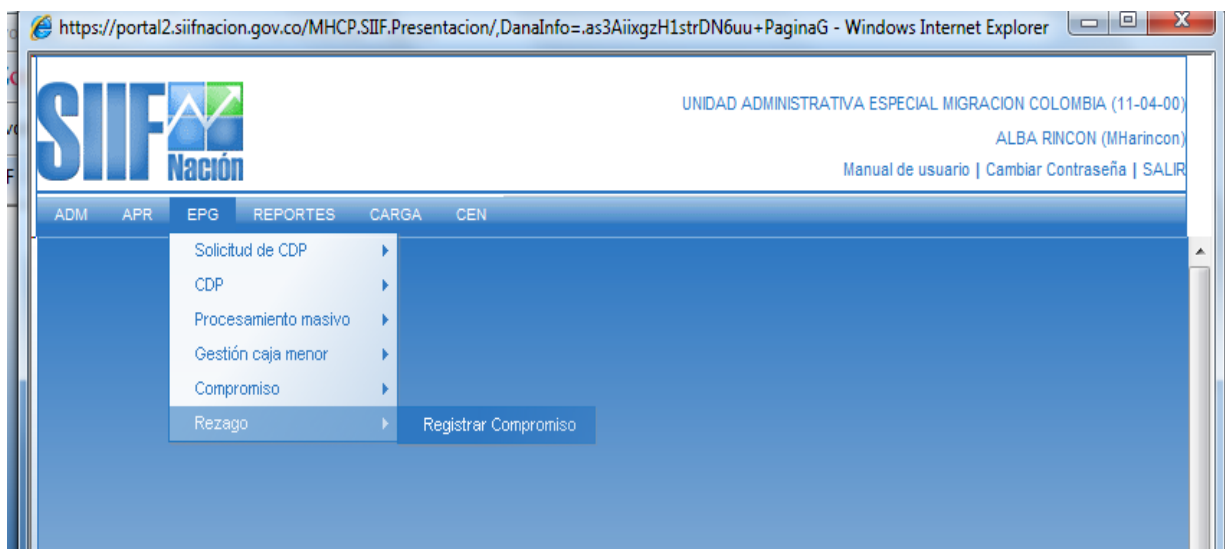 https://portal2.siifnacion.gov.co/MHCP.SIIF.Presentacion/,DanaInfo=.as3AiixgzH1strDN6uu+PaginaG - Windows Internet Explorer
SIIF
Nación
UNIDAD ADMINISTRATIVA ESPECIAL MIGRACION COLOMBIA (11-04-00)
ALBA RINCON (MHarincon)
Manual de usuario | Cambiar Contraseña | SALIR
ADM APR EPG REPORTES CARGA CEN
Solicitud de CDP
CDP
Procesamiento masivo
Gestión caja menor
Compromiso
Rezago Registrar Compromiso